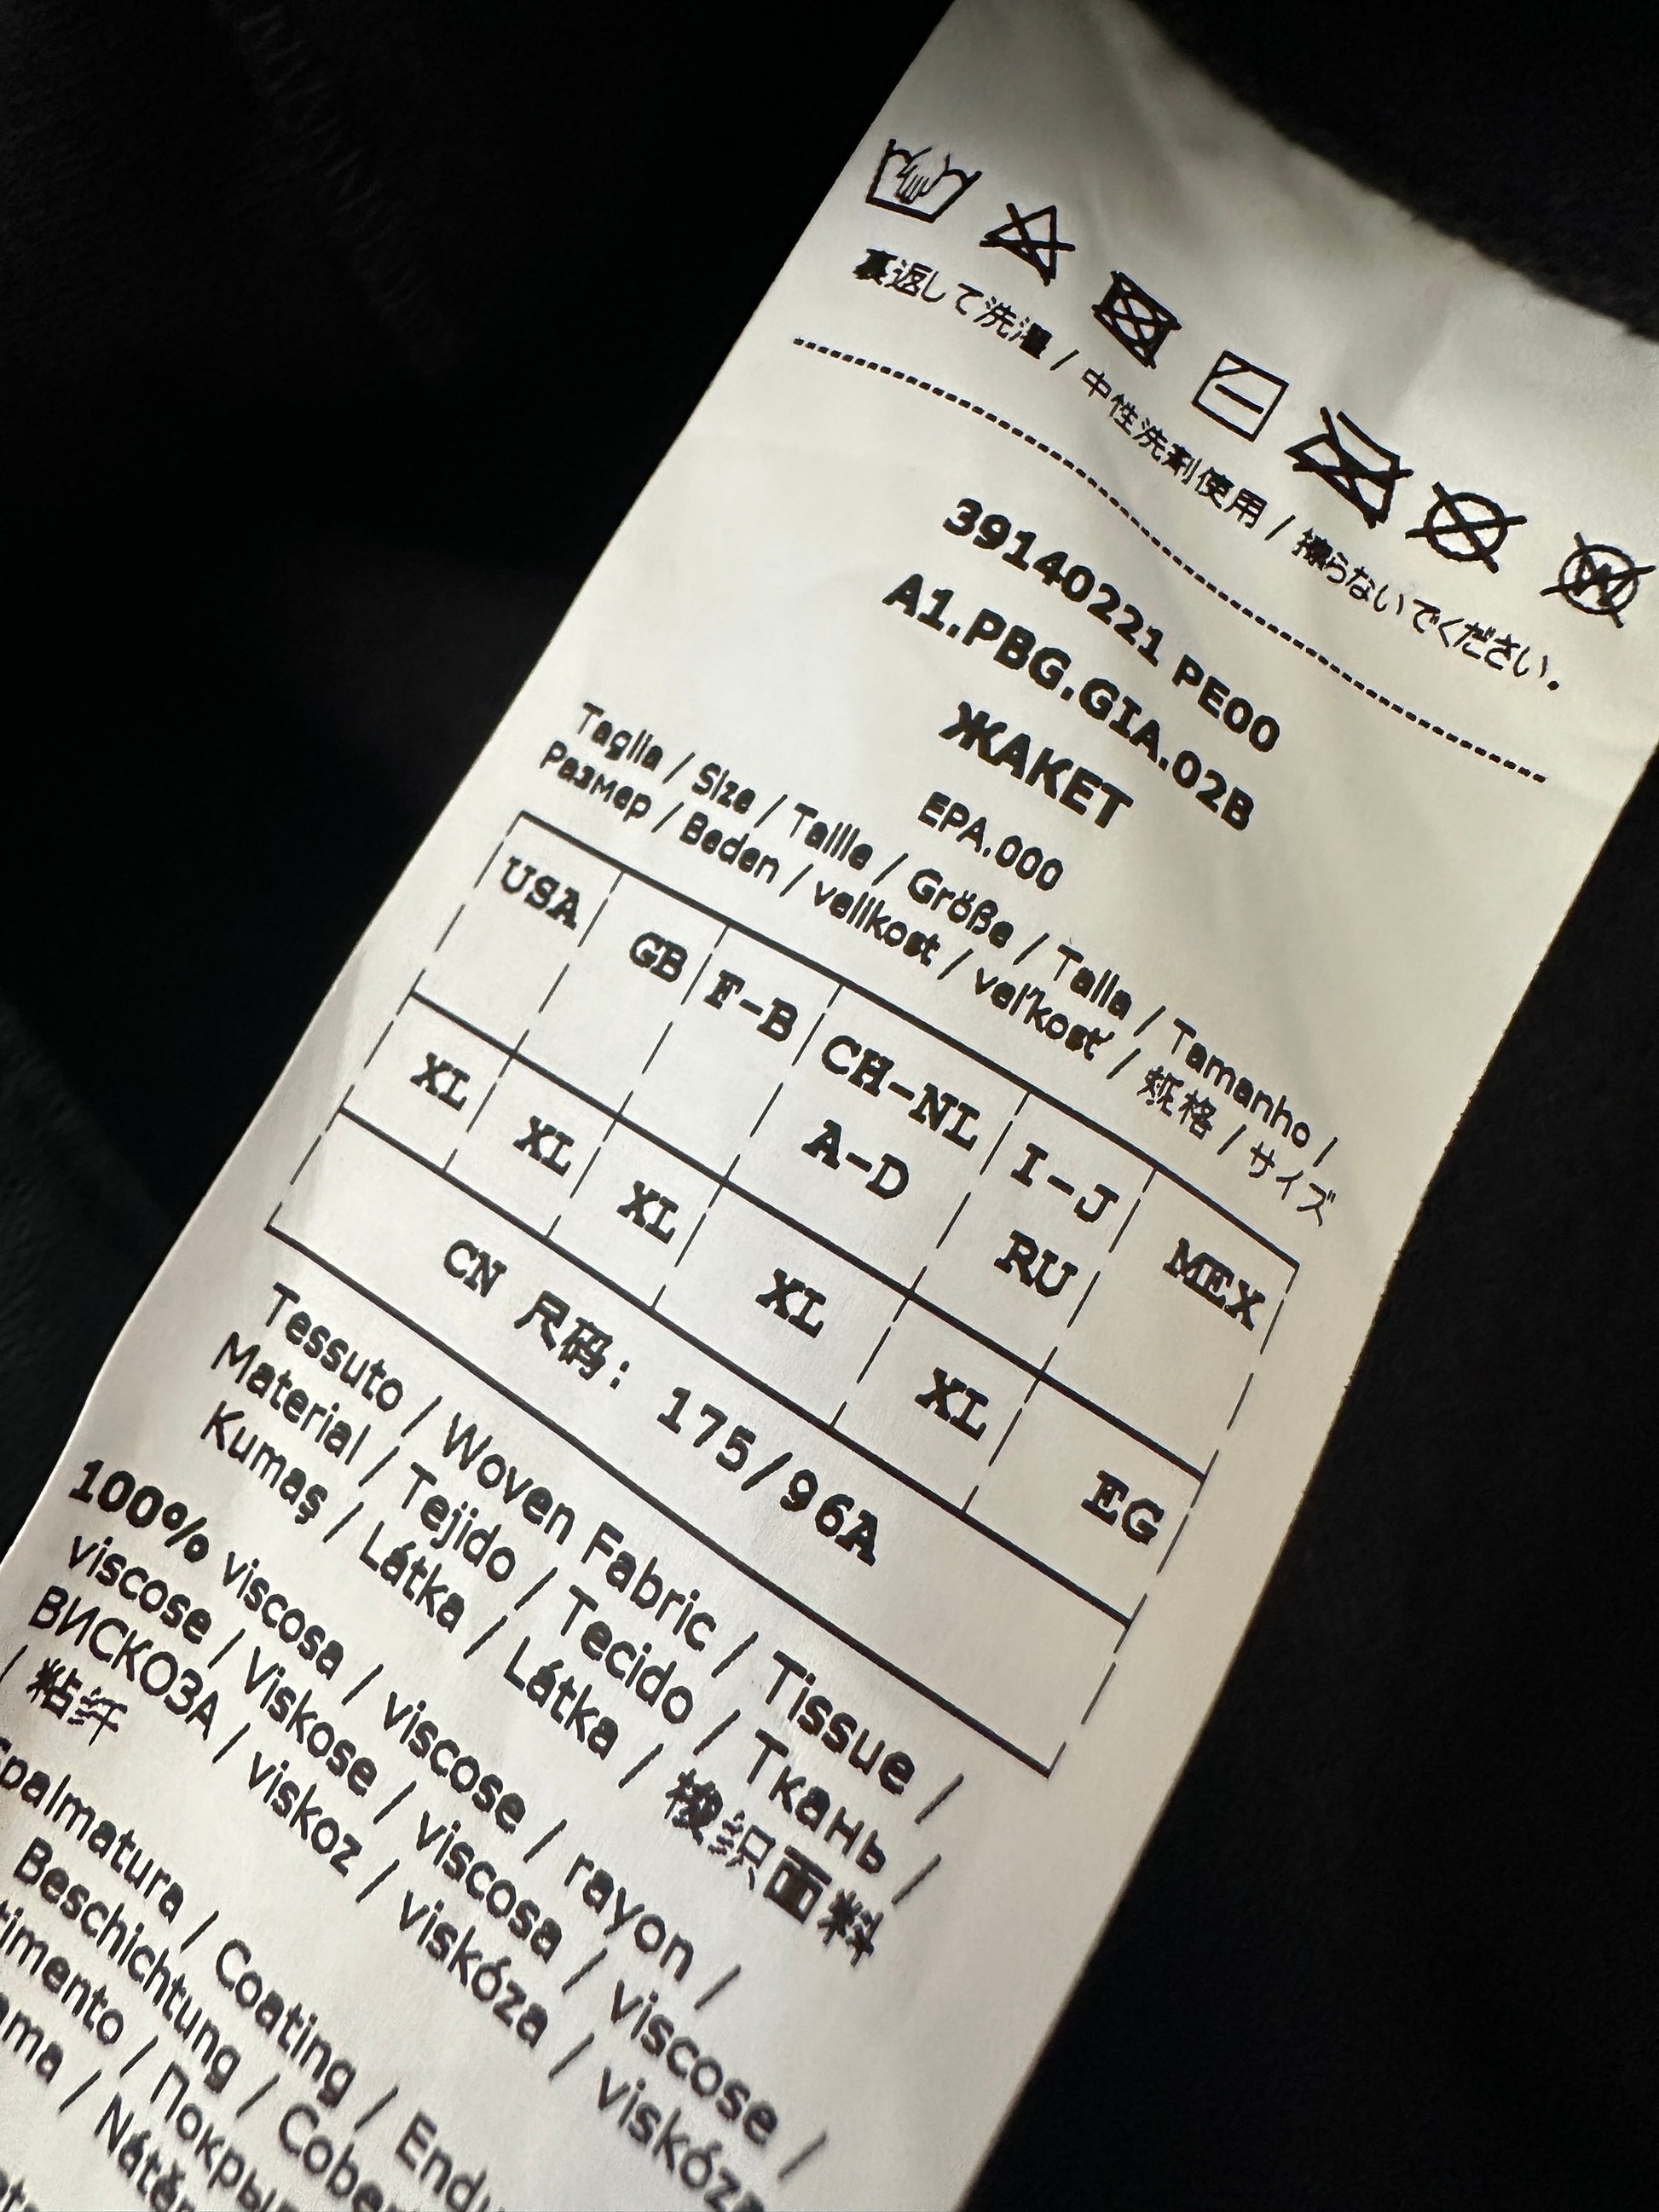 裏返して洗濯 / 中性洗剤使用 / 擦らないでください.
39140221 PE00
A1.PBG.GIA.02B
ЖАКЕТ
EPA.000
Taglia / Size / Taille / Größe / Talla / Tamanho /
Размер / Beden / velikost / veľkosť / 规格 / サイズ
USA GB F-B CH-NL I-J MEX
A-D RU
XL XL XL XL XL EG
CN 尺码: 175/96A
Tessuto / Woven Fabric / Tissue /
Material / Tejido / Tecido / Ткань /
Kumaş / Látka / Látka / 梭织面料
100% viscosa / viscose / rayon /
viscose / Viskose / viscosa / viscose /
ВИСКОЗА / viskoz / viskóza / viskóza
/ 粘纤
Spalmatura / Coating /
Beschichtung /